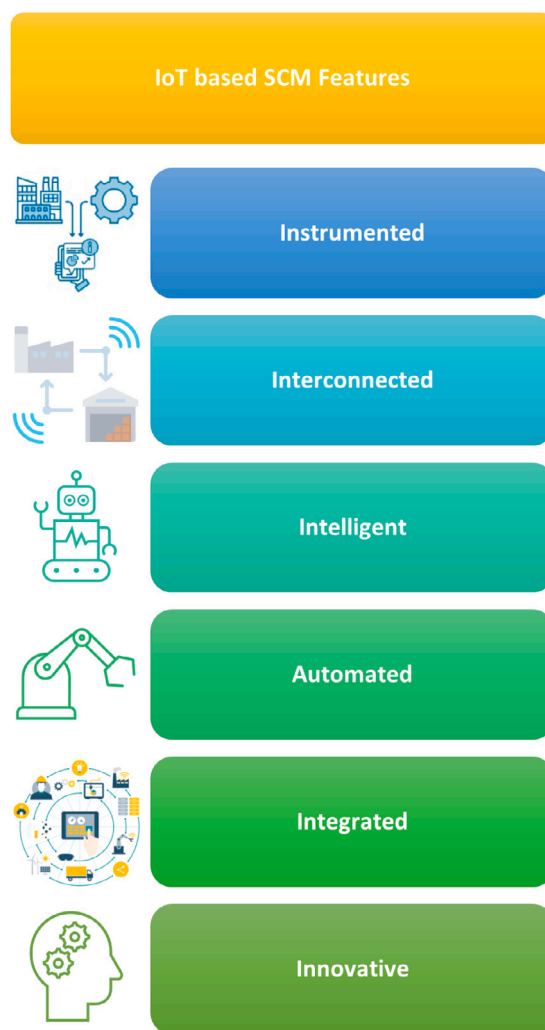 IoT based SCM Features
Instrumented
Interconnected
Intelligent
Automated
Integrated
Innovative